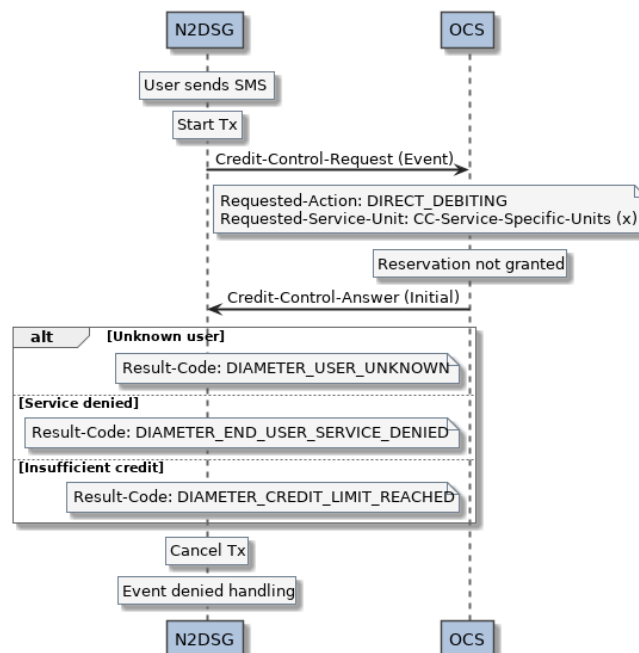 N2DSG
OCS
User sends SMS
Start Tx
Credit-Control-Request (Event)
Requested-Action: DIRECT_DEBITING
Requested-Service-Unit: CC-Service-Specific-Units (x)
Reservation not granted
Credit-Control-Answer (Initial)
alt
[Unknown user]
Result-Code: DIAMETER_USER_UNKNOWN
[Service denied]
Result-Code: DIAMETER_END_USER_SERVICE_DENIED
[Insufficient credit]
Result-Code: DIAMETER_CREDIT_LIMIT_REACHED
Cancel Tx
Event denied handling
N2DSG
OCS